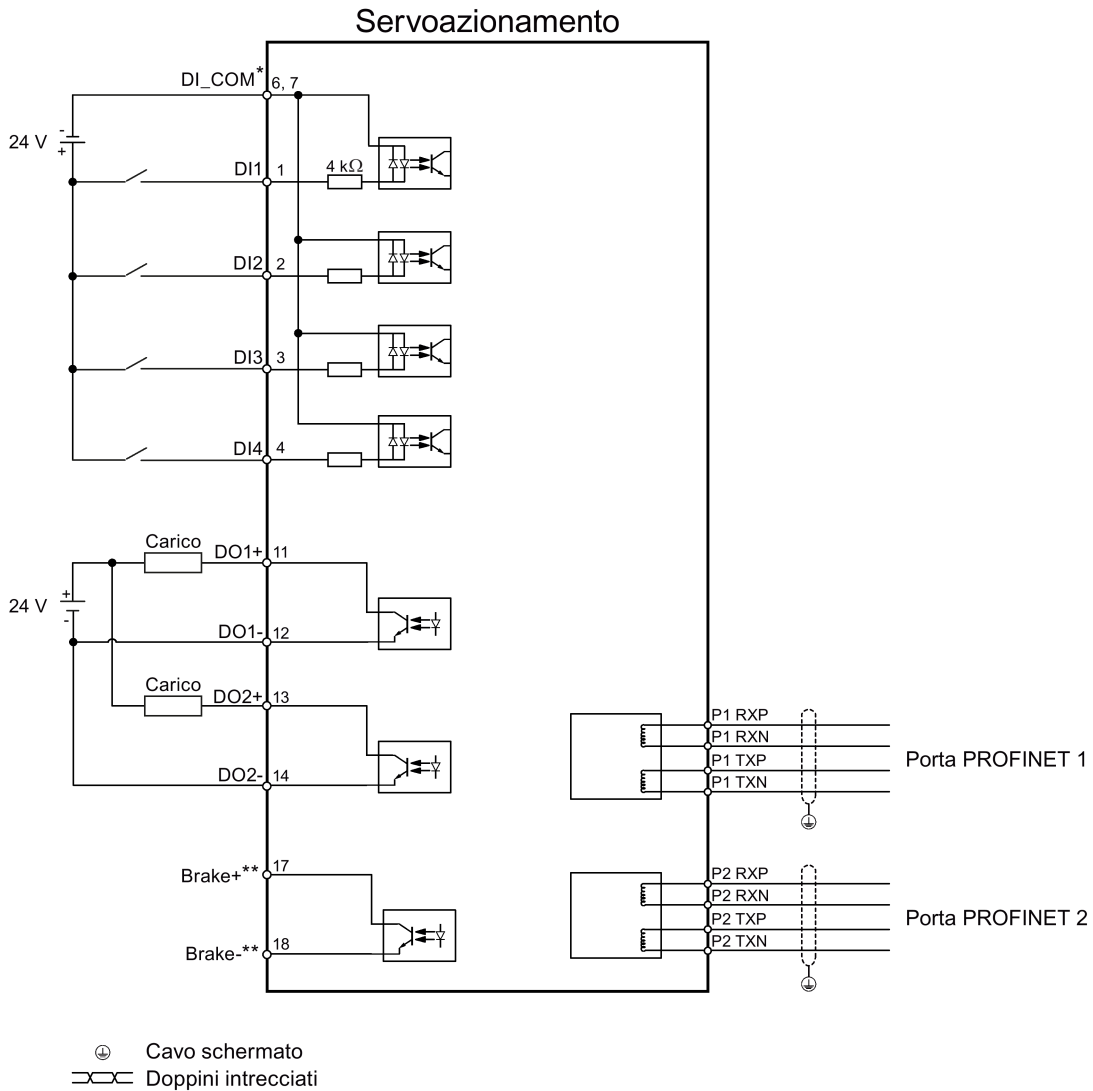 Servoazionamento
DI_COM*
6, 7
24 V
-
+
DI1
1
4 kΩ
DI2
2
DI3
3
DI4
4
Carico
DO1+
11
24 V
+
-
DO1-
12
Carico
DO2+
13
DO2-
14
P1 RXP
P1 RXN
P1 TXP
P1 TXN
Porta PROFINET 1
Brake+**
17
Brake-**
18
P2 RXP
P2 RXN
P2 TXP
P2 TXN
Porta PROFINET 2
Cavo schermato
Doppini intrecciati